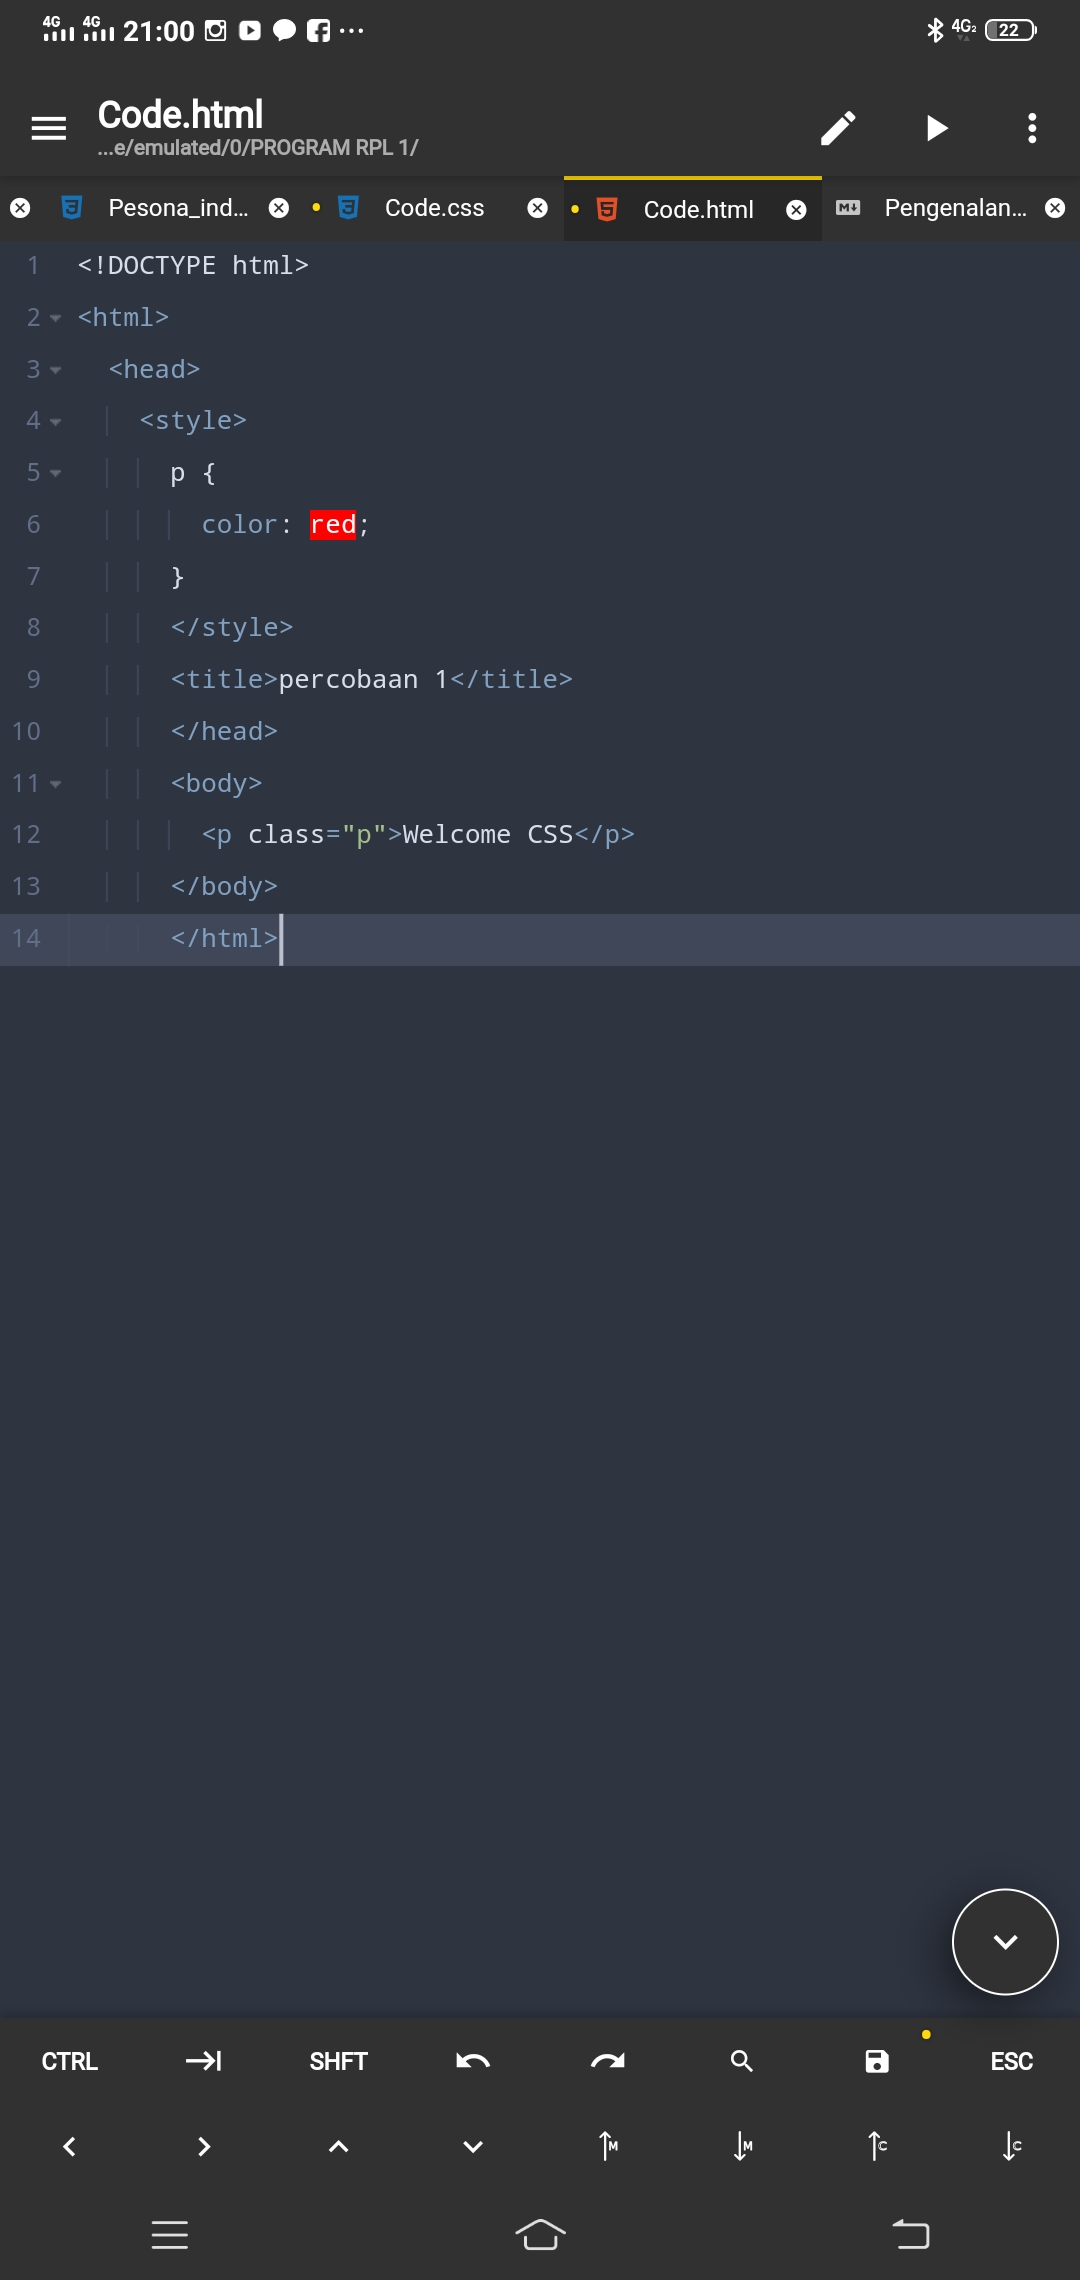 4G 4G 21:00 4G2 22
Code.html
...e/emulated/0/PROGRAM RPL 1/
Pesona_ind... Code.css Code.html Pengenalan...
1 <!DOCTYPE html>
2 <html>
3 <head>
4 <style>
5 p {
6 color: red;
7 }
8 </style>
9 <title>percobaan 1</title>
10 </head>
11 <body>
12 <p class="p">Welcome CSS</p>
13 </body>
14 </html>
CTRL SHFT ESC
M M C C